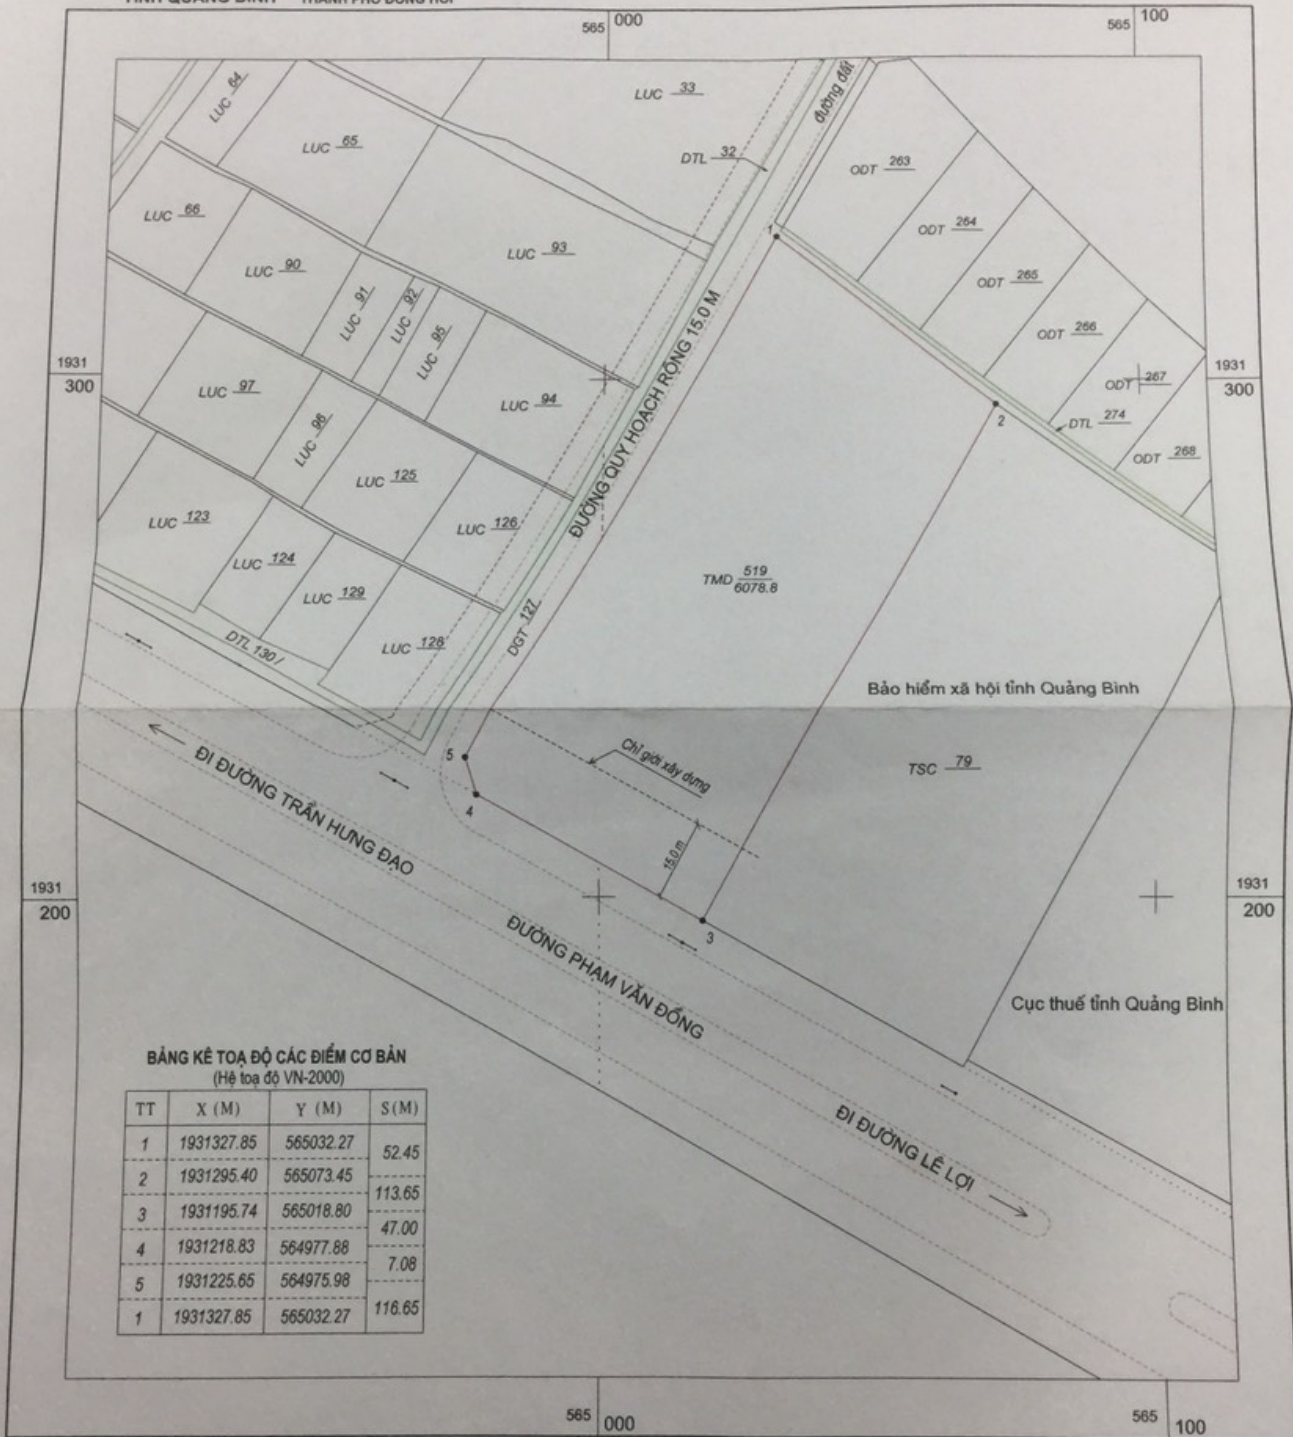 TỈNH QUẢNG BÌNH THÀNH PHỐ ĐỒNG HỚI
565 000
565 100
LUC 64
LUC 33
LUC 65
đường đất
DTL 32
ODT 263
LUC 66
LUC 93
1
ODT 264
LUC 90
ODT 265
LUC 91
LUC 92
LUC 95
ODT 266
1931
300
1931
300
LUC 97
LUC 94
ODT 267
2
DTL 274
LUC 96
ODT 268
ĐƯỜNG QUY HOẠCH RỘNG 15.0 M
LUC 125
LUC 123
LUC 126
LUC 124
TMD 519
6078.8
LUC 129
DGT 127
DTL 130
LUC 128
Bảo hiểm xã hội tỉnh Quảng Bình
5
Chỉ giới xây dựng
TSC 79
4
ĐI ĐƯỜNG TRẦN HƯNG ĐẠO
15.0 m
1931
200
1931
200
3
ĐƯỜNG PHẠM VĂN ĐỒNG
Cục thuế tỉnh Quảng Bình
ĐI ĐƯỜNG LÊ LỢI
BẢNG KÊ TOẠ ĐỘ CÁC ĐIỂM CƠ BẢN
(Hệ toạ độ VN-2000)
TT X (M) Y (M) S(M)
1 1931327.85 565032.27
52.45
2 1931295.40 565073.45
113.65
3 1931195.74 565018.80
47.00
4 1931218.83 564977.88
7.08
5 1931225.65 564975.98
116.65
1 1931327.85 565032.27
565 000
565 100